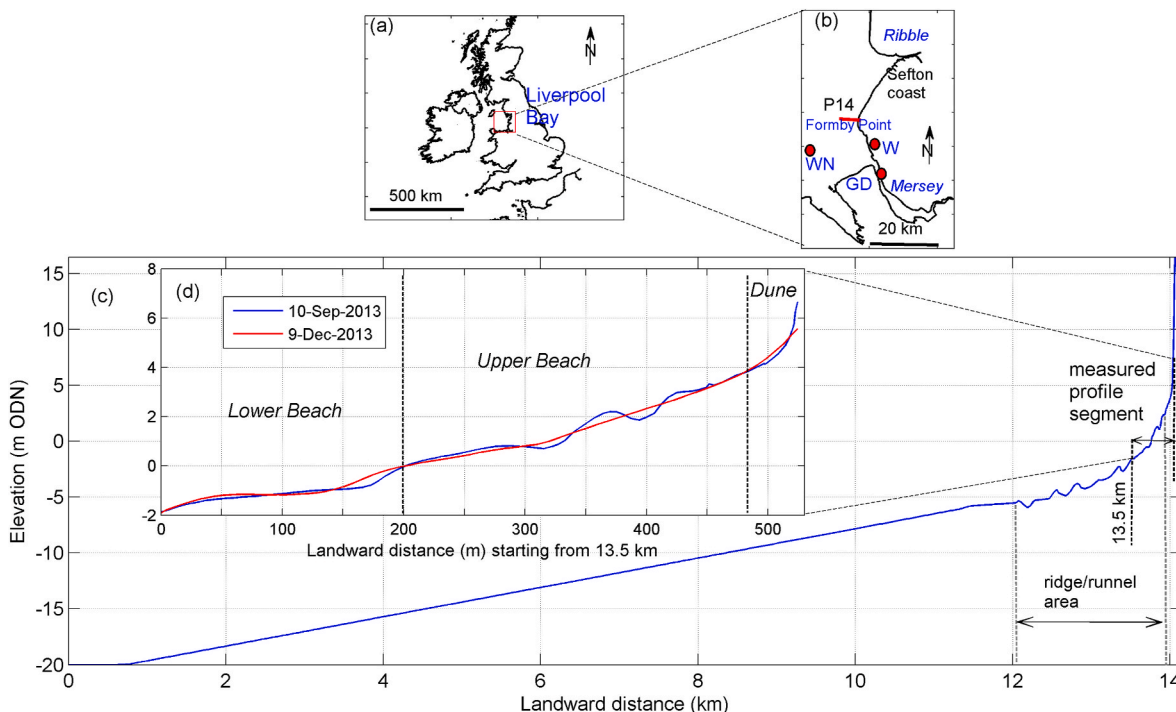 (a)
N
Liverpool
Bay
500 km
(b)
Ribble
Sefton
coast
P14
Formby Point
N
W
WN
GD
Mersey
20 km
(c)
15
10
5
0
-5
-10
-15
-20
Elevation (m ODN)
0
2
4
6
8
10
12
14
Landward distance (km)
measured
profile
segment
13.5 km
ridge/runnel
area
(d)
8
6
4
2
0
-2
10-Sep-2013
9-Dec-2013
Lower Beach
Upper Beach
Dune
0
100
200
300
400
500
Landward distance (m) starting from 13.5 km